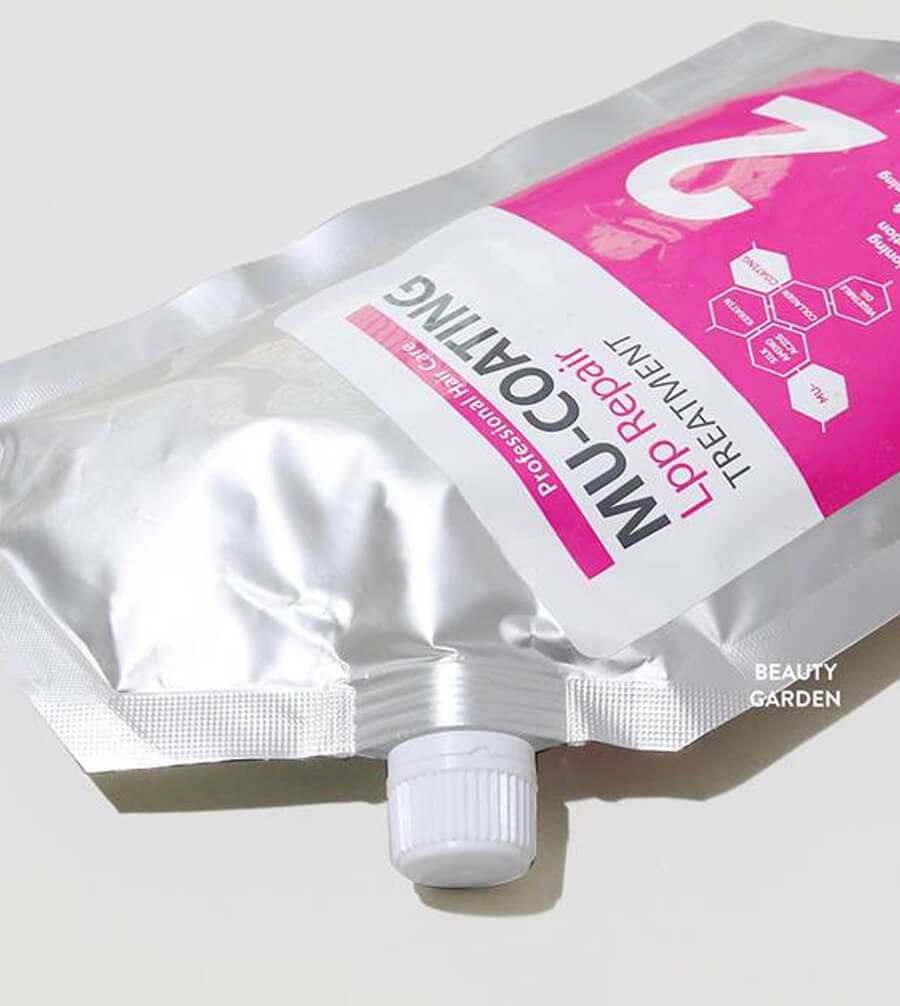 Professional Hair Care
MU-COATING
Lpp Repair
TREATMENT
MU-
SILK
AMINO
ACIDS
KERATIN
COATING
COLLAGEN
VEGETABLE
OIL
2
BEAUTY
GARDEN